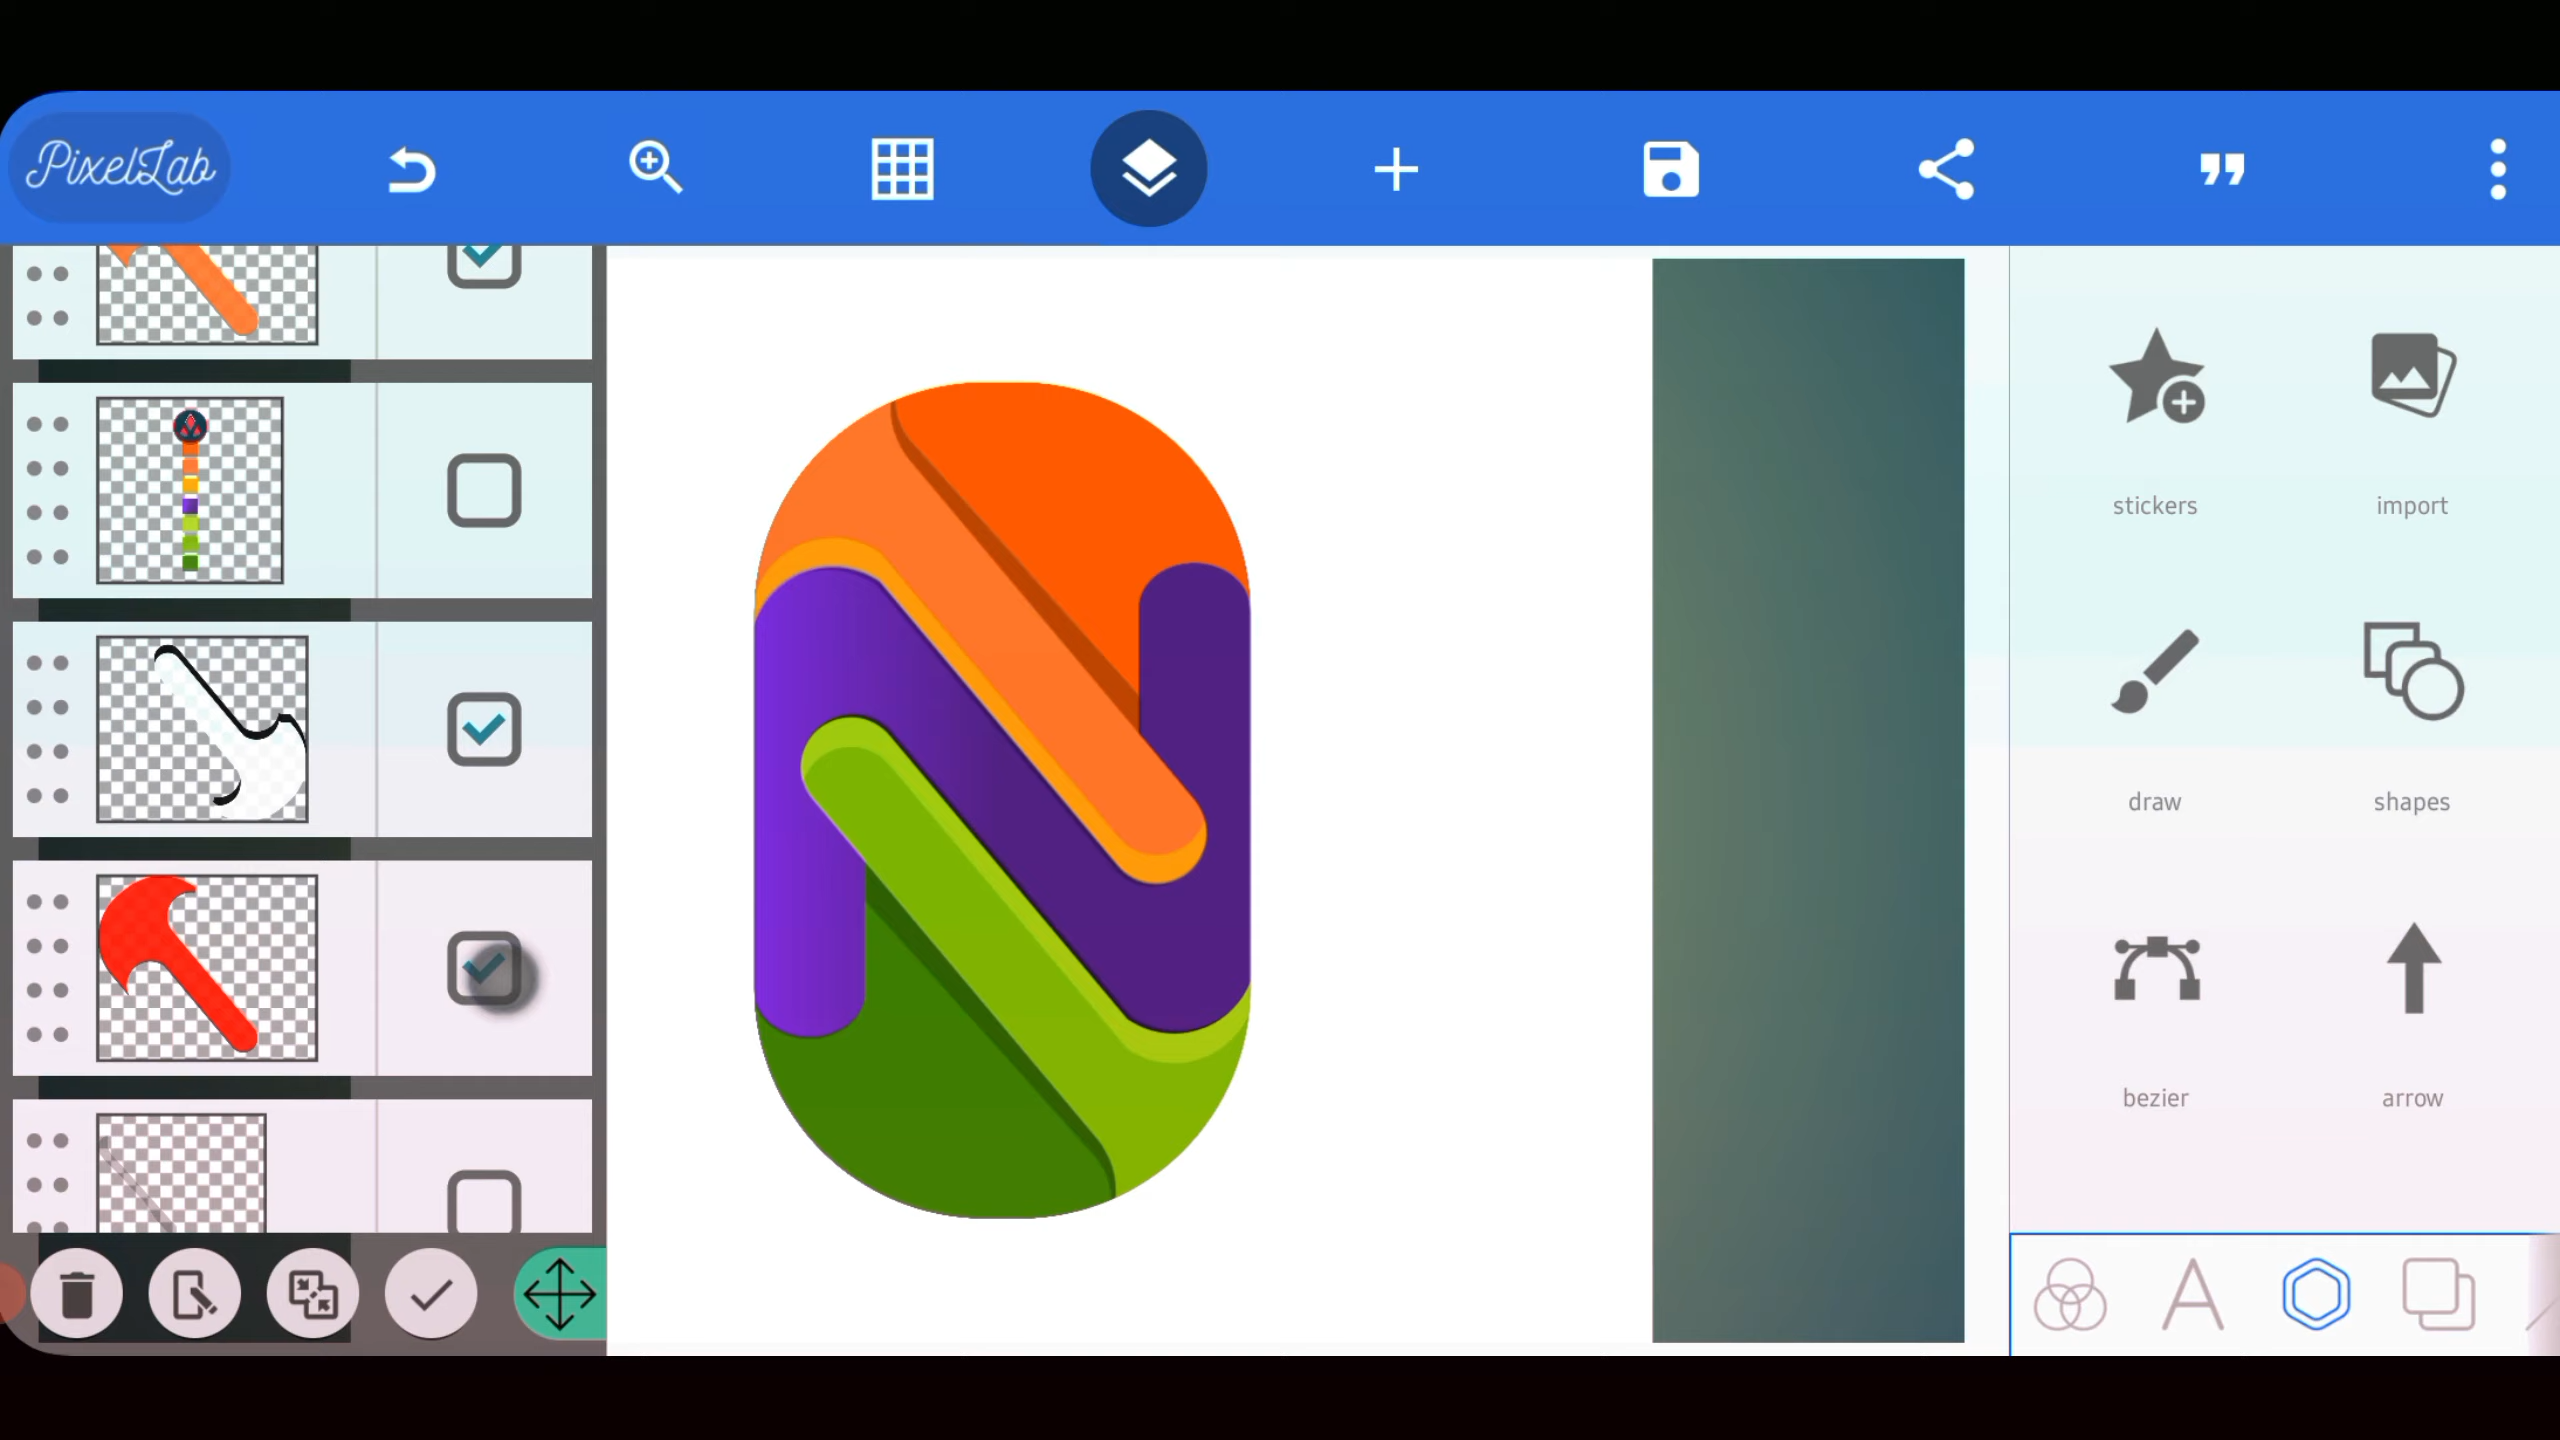 PixelLab
stickers
import
draw
shapes
bezier
arrow